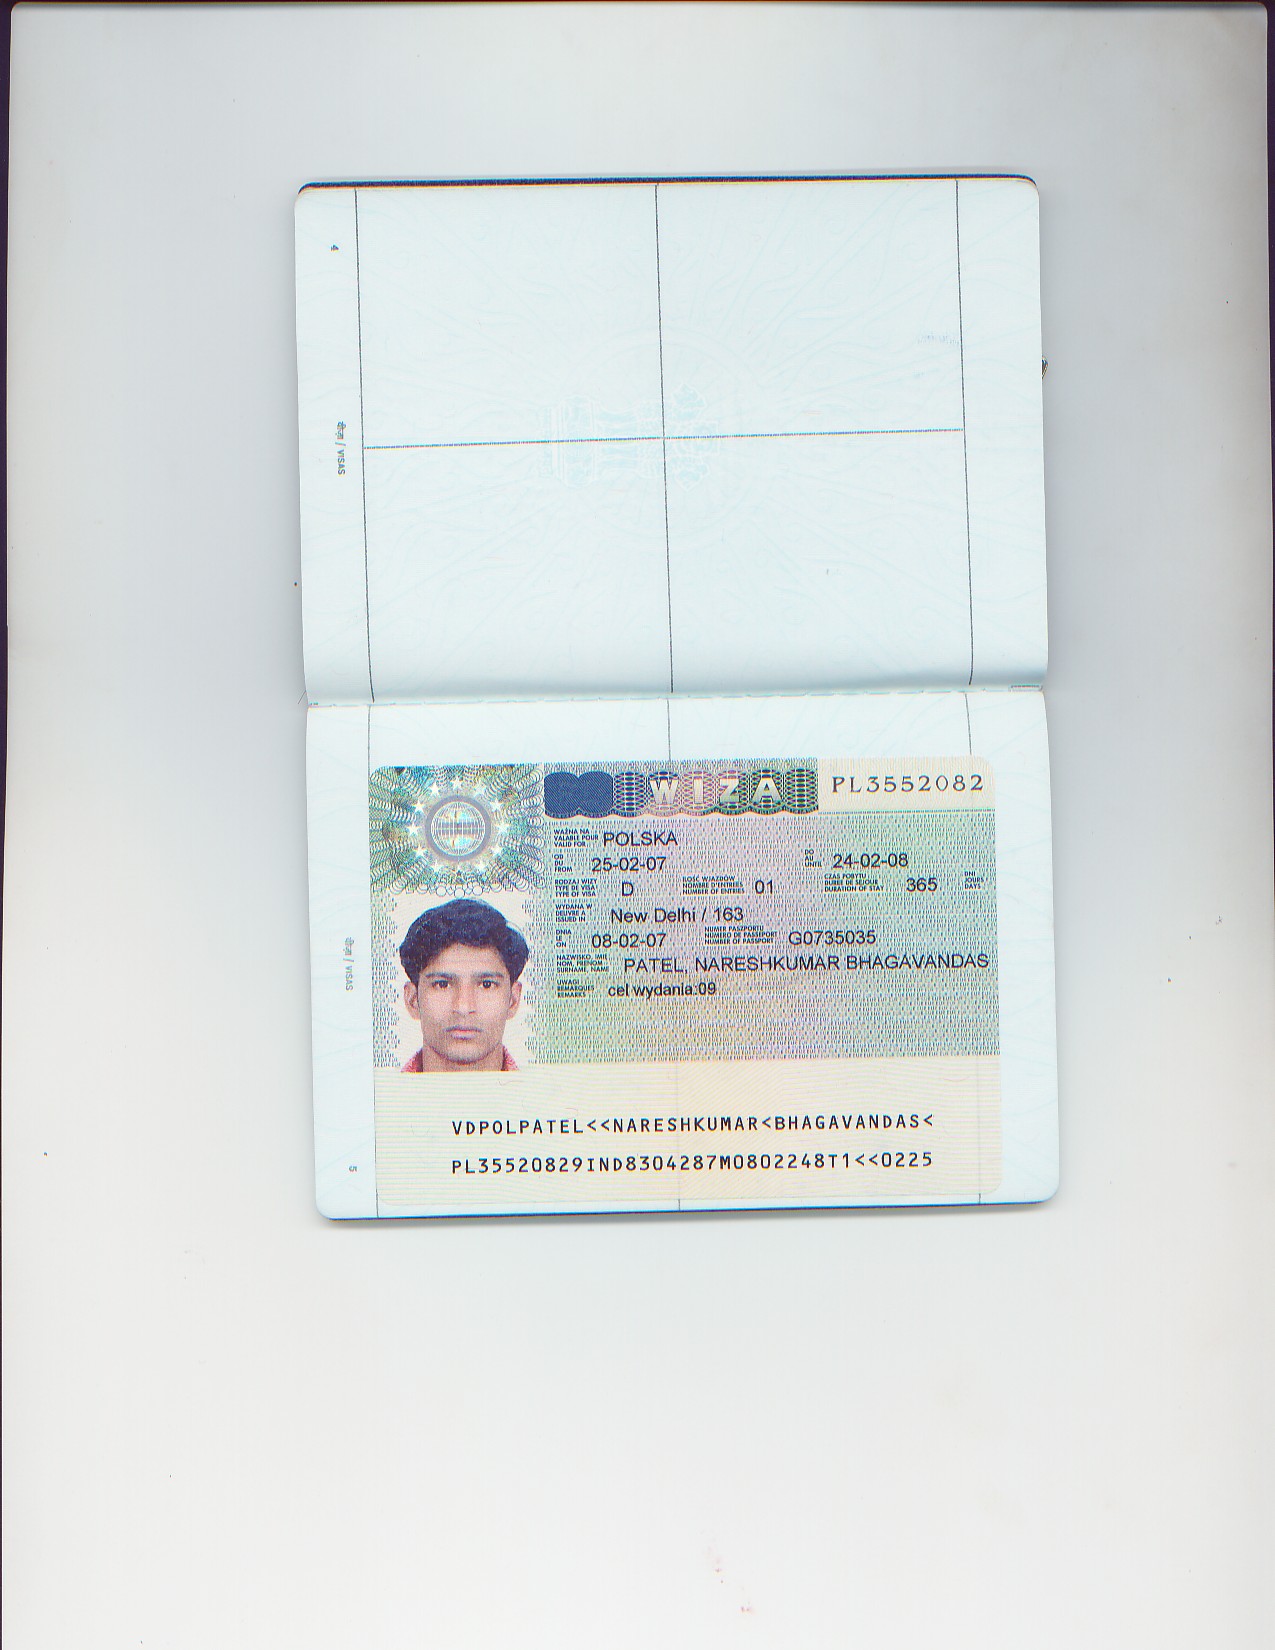 4
वीज़ा / VISAS
WIZA
PL3552082
WAŻNA NA
VALABLE POUR
VALID FOR
POLSKA
OD
DU
FROM
25-02-07
DO
AU
UNTIL
24-02-08
RODZAJ WIZY
TYPE DE VISA
TYPE OF VISA
D
ILOŚĆ WJAZDÓW
NOMBRE D'ENTRÉES
NUMBER OF ENTRIES
01
CZAS POBYTU
DURÉE DE SÉJOUR
DURATION OF STAY
365
DNI
JOURS
DAYS
WYDANA W
DÉLIVRÉ À
ISSUED IN
New Delhi / 163
DNIA
LE
ON
08-02-07
NUMER PASZPORTU
NUMÉRO DE PASSEPORT
NUMBER OF PASSPORT
G0735035
NAZWISKO, IMIĘ
NOM, PRÉNOM
SURNAME, NAME
PATEL, NARESHKUMAR BHAGAVANDAS
UWAGI
REMARQUES
REMARKS
cel wydania:09
वीज़ा / VISAS
VDPOLPATEL<<NARESHKUMAR<BHAGAVANDAS<
PL35520829IND8304287M0802248T1<<0225
5